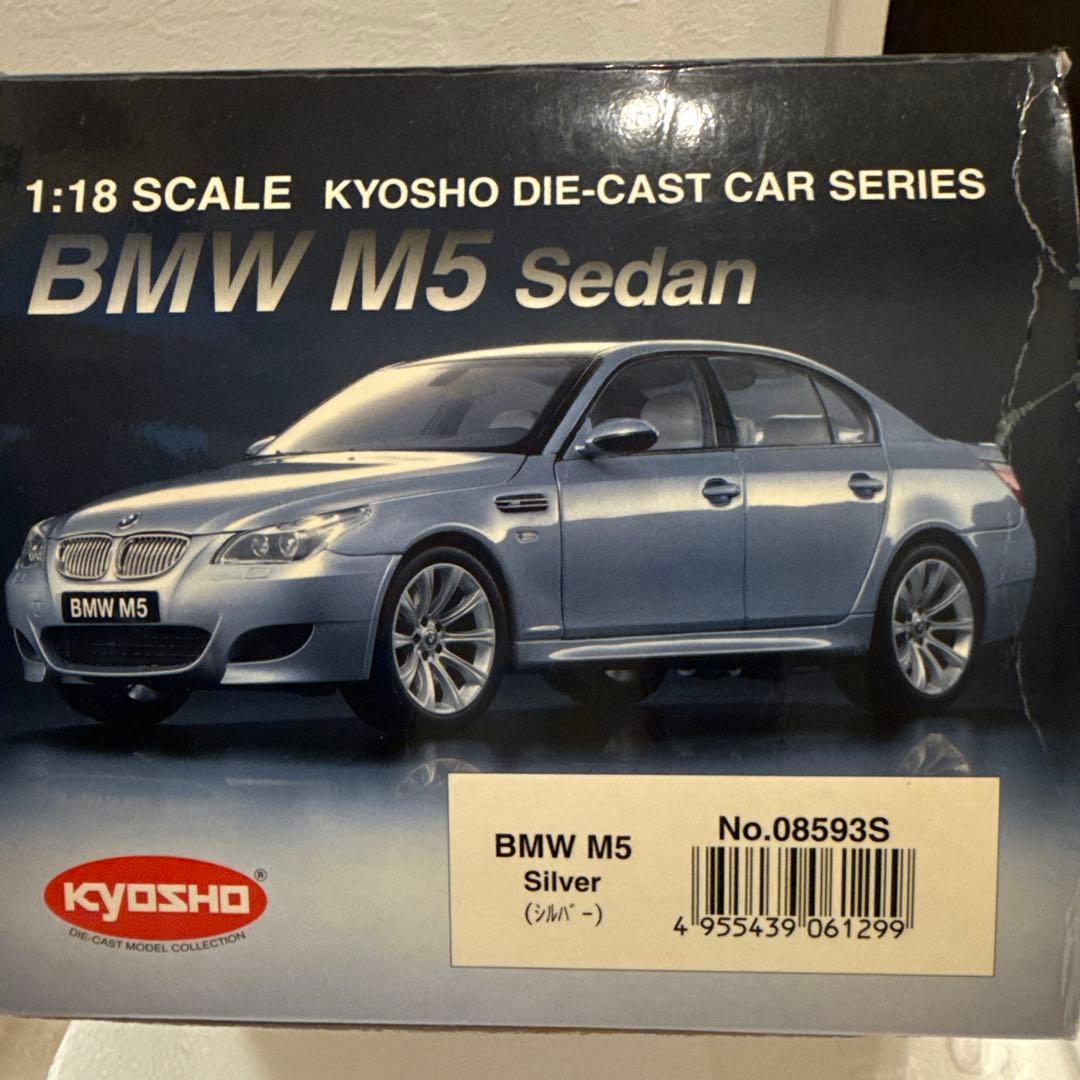 1:18 SCALE KYOSHO DIE-CAST CAR SERIES
BMW M5 Sedan
BMW M5
BMW M5
Silver
(ｼﾙﾊﾞｰ)
No.08593S
4 955439 061299
KYOSHO ®
DIE-CAST MODEL COLLECTION